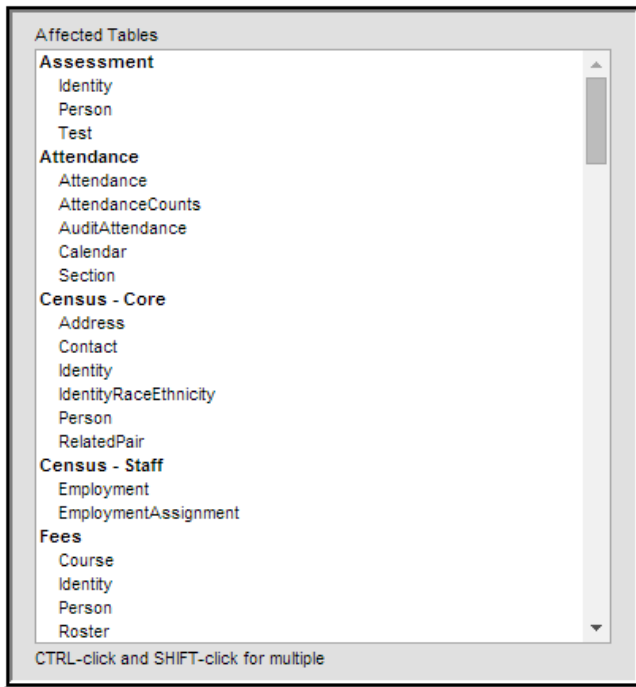 Affected Tables
Assessment
Identity
Person
Test
Attendance
Attendance
AttendanceCounts
AuditAttendance
Calendar
Section
Census - Core
Address
Contact
Identity
IdentityRaceEthnicity
Person
RelatedPair
Census - Staff
Employment
EmploymentAssignment
Fees
Course
Identity
Person
Roster
CTRL-click and SHIFT-click for multiple